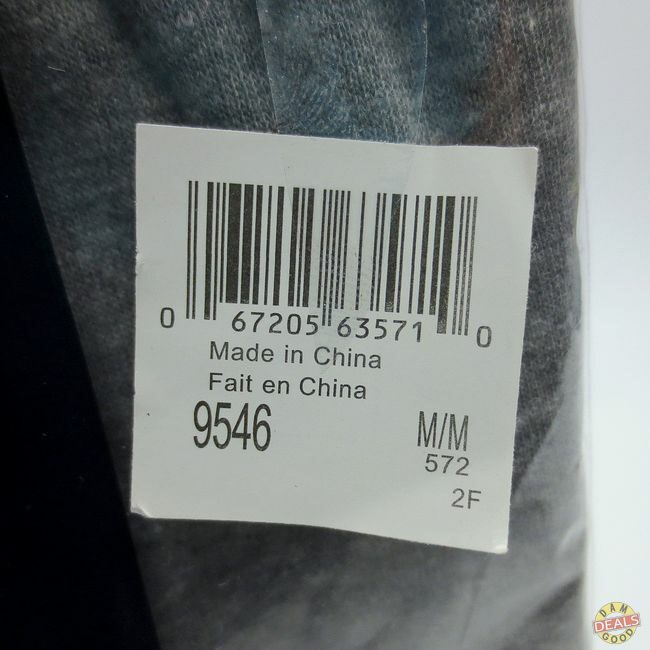 0 67205 63571 0
Made in China
Fait en China
9546 M/M
572
2F
DAM
DEALS
GOOD